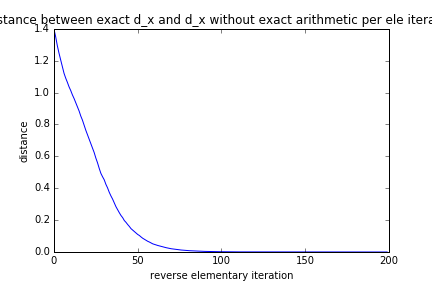 stance between exact d_x and d_x without exact arithmetic per ele itera
1.4
1.2
1.0
0.8
0.6
0.4
0.2
0.0
distance
0 50 100 150 200
reverse elementary iteration